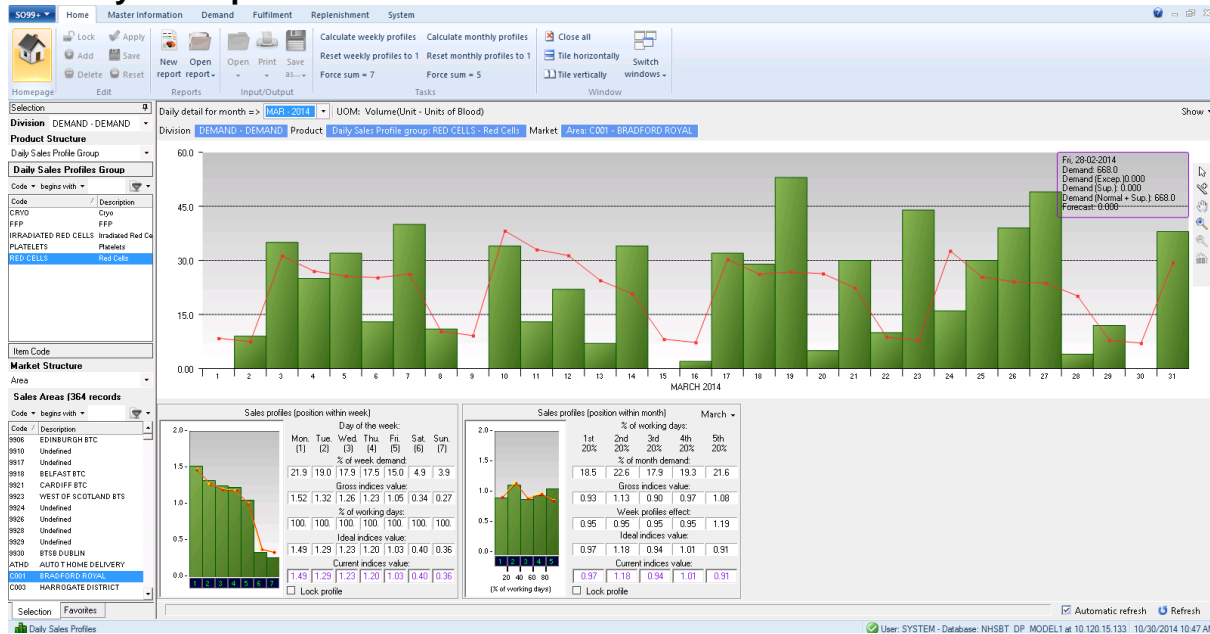 SO99+ Home Master Information Demand Fulfilment Replenishment System
Lock Apply
Add Save
Delete Reset
New report Open report
Open Print Save as...
Calculate weekly profiles Calculate monthly profiles
Reset weekly profiles to 1 Reset monthly profiles to 1
Force sum = 7 Force sum = 5
Close all
Tile horizontally
Tile vertically
Switch windows
Homepage Edit Reports Input/Output Tasks Window
Selection
Division DEMAND - DEMAND
Product Structure
Daily Sales Profile Group
Daily Sales Profiles Group
Code begins with
Code / Description
CRYO Cryo
FFP FFP
IRRADIATED RED CELLS Irradiated Red Ce
PLATELETS Platelets
RED CELLS Red Cells
Item Code
Market Structure
Area
Sales Areas (364 records
Code begins with
Code / Description
9906 EDINBURGH BTC
9910 Undefined
9917 Undefined
9918 BELFAST BTC
9921 CARDIFF BTC
9923 WEST OF SCOTLAND BTS
9924 Undefined
9926 Undefined
9928 Undefined
9929 Undefined
9930 BTSB DUBLIN
ATHD AUTO T HOME DELIVERY
C001 BRADFORD ROYAL
C003 HARROGATE DISTRICT
Selection Favorites
Daily detail for month => MAR - 2014 UOM: Volume(Unit - Units of Blood) Show
Division DEMAND - DEMAND Product Daily Sales Profile group: RED CELLS - Red Cells Market Area: C001 - BRADFORD ROYAL
60.0
45.0
30.0
15.0
0.00
Fri, 28-02-2014
Demand: 668.0
Demand (Excep.)0.000
Demand (Sup.): 0.000
Demand (Normal + Sup.): 668.0
Forecast: 0.000
1 2 3 4 5 6 7 8 9 10 11 12 13 14 15 16 17 18 19 20 21 22 23 24 25 26 27 28 29 30 31
MARCH 2014
Sales profiles (position within week)
2.0-
1.5-
1.0-
0.5-
0.0-
1 2 3 4 5 6 7
Day of the week:
Mon. Tue. Wed. Thu. Fri. Sat. Sun.
(1) (2) (3) (4) (5) (6) (7)
% of week demand:
21.9 19.0 17.9 17.5 15.0 4.9 3.9
Gross indices value:
1.52 1.32 1.26 1.23 1.05 0.34 0.27
% of working days:
100. 100. 100. 100. 100. 100. 100.
Ideal indices value:
1.49 1.29 1.23 1.20 1.03 0.40 0.36
Current indices value:
1.49 1.29 1.23 1.20 1.03 0.40 0.36
Lock profile
Sales profiles (position within month) March
2.0-
1.5-
1.0-
0.5-
0.0-
1 2 3 4 5
20 40 60 80
(% of working days)
% of working days:
1st 2nd 3rd 4th 5th
20% 20% 20% 20% 20%
% of month demand:
18.5 22.6 17.9 19.3 21.6
Gross indices value:
0.93 1.13 0.90 0.97 1.08
Week profiles effect:
0.95 0.95 0.95 0.95 1.19
Ideal indices value:
0.97 1.18 0.94 1.01 0.91
Current indices value:
0.97 1.18 0.94 1.01 0.91
Lock profile
Automatic refresh Refresh
Daily Sales Profiles
User: SYSTEM - Database: NHSBT_DP_MODEL1 at 10.120.15.133 10/30/2014 10:47 AM